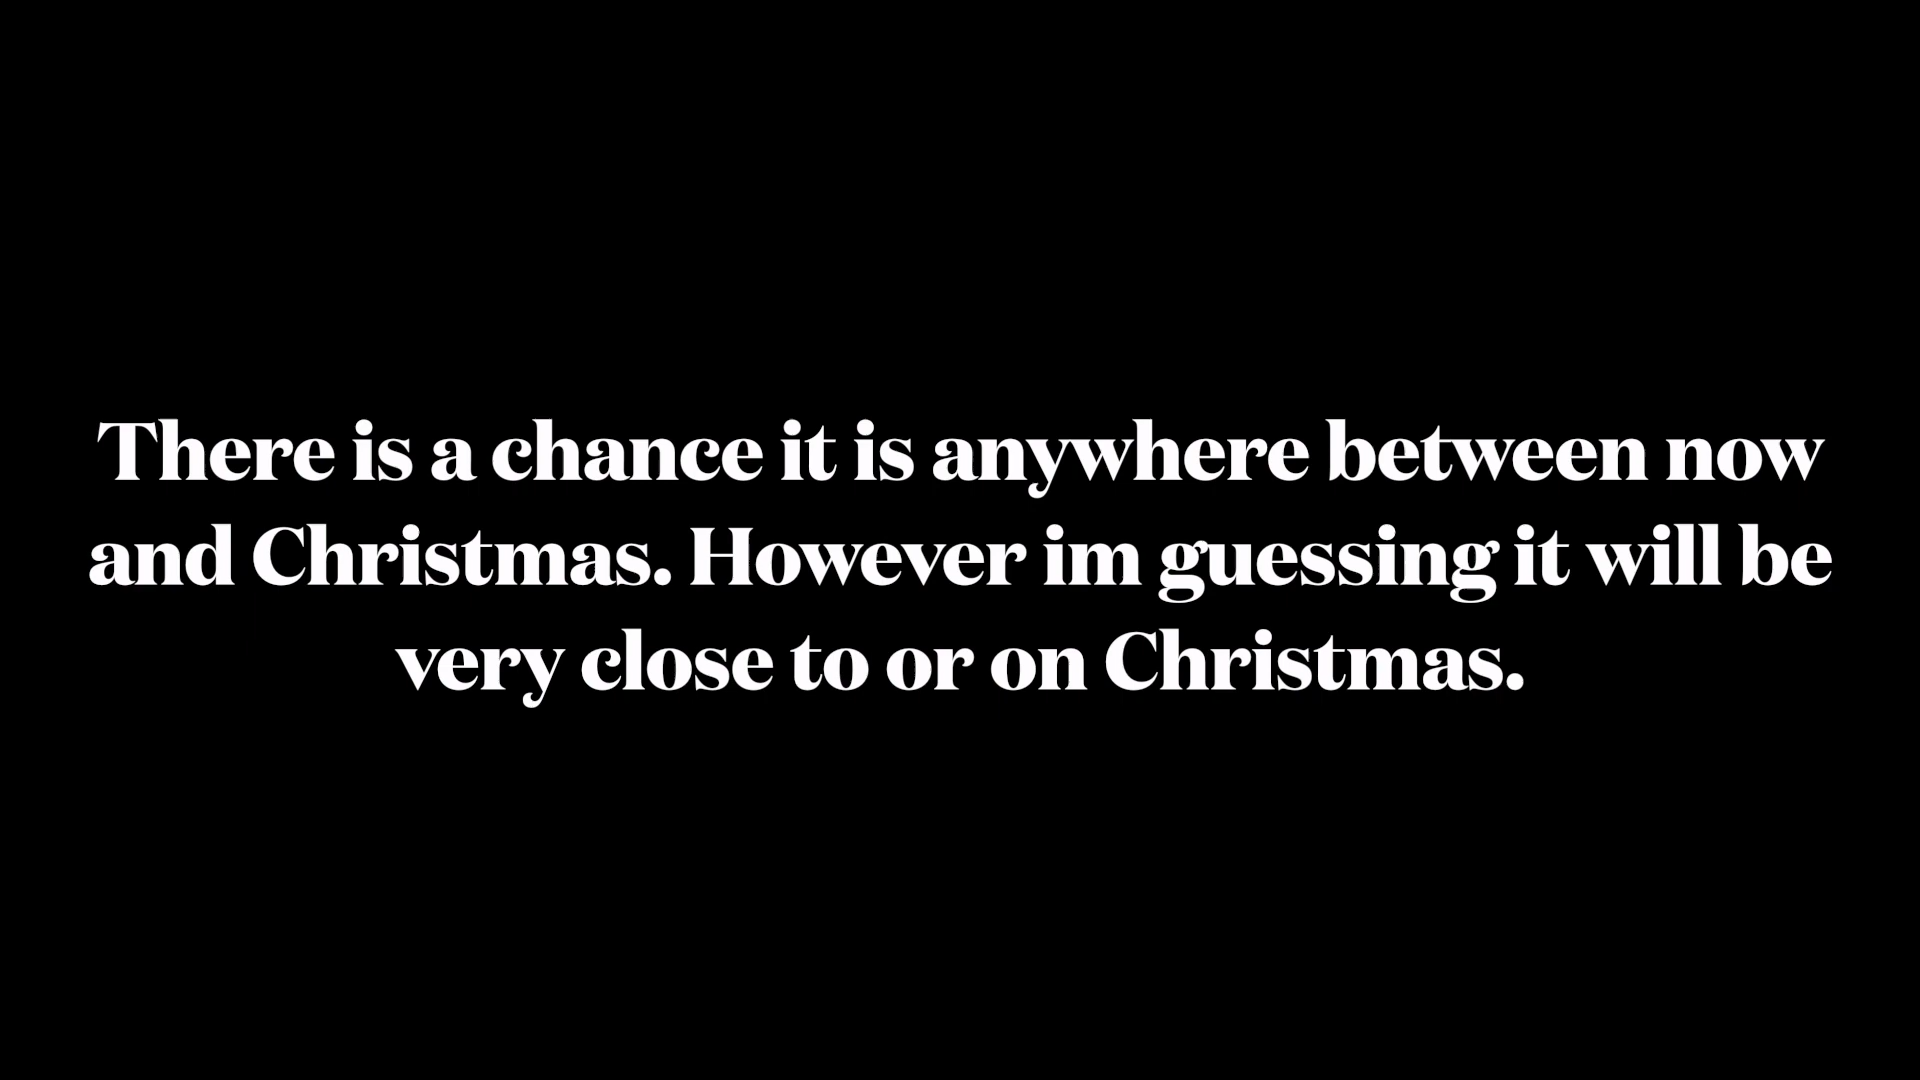 There is a chance it is anywhere between now
and Christmas. However im guessing it will be
very close to or on Christmas.